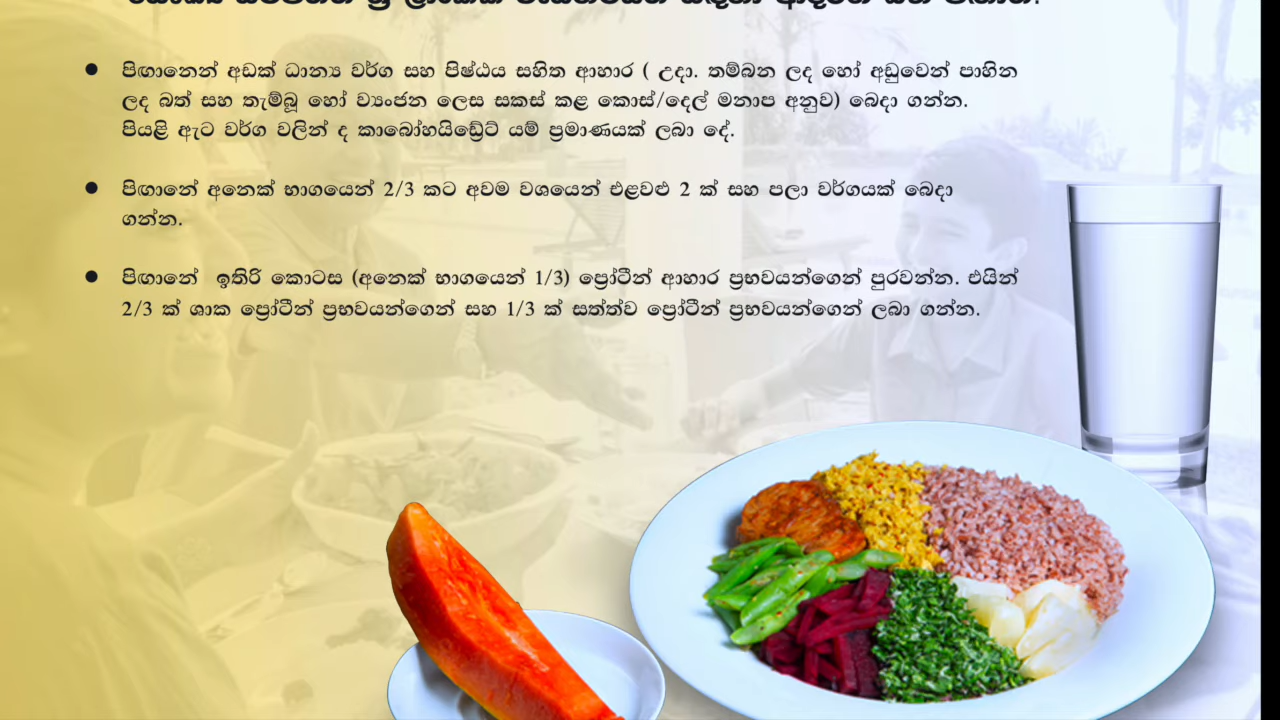 ● පිඟානෙන් අඩක් ධාන්‍ය වර්ග සහ පිෂ්ඨය සහිත ආහාර ( උදා. තම්බන ලද හෝ අඩුවෙන් පාහින
ලද බත් සහ තැම්බූ හෝ ව්‍යංජන ලෙස සකස් කළ කොස්/දෙල් මනාප අනුව) බෙදා ගන්න.
පියළි ඇට වර්ග වලින් ද කාබෝහයිඩ්‍රේට් යම් ප්‍රමාණයක් ලබා දේ.
● පිඟානේ අනෙක් භාගයෙන් 2/3 කට අවම වශයෙන් එළවළු 2 ක් සහ පලා වර්ගයක් බෙදා
ගන්න.
● පිඟානේ ඉතිරි කොටස (අනෙක් භාගයෙන් 1/3) ප්‍රෝටීන් ආහාර ප්‍රභවයන්ගෙන් පුරවන්න. එයින්
2/3 ක් ශාක ප්‍රෝටීන් ප්‍රභවයන්ගෙන් සහ 1/3 ක් සත්ත්ව ප්‍රෝටීන් ප්‍රභවයන්ගෙන් ලබා ගන්න.